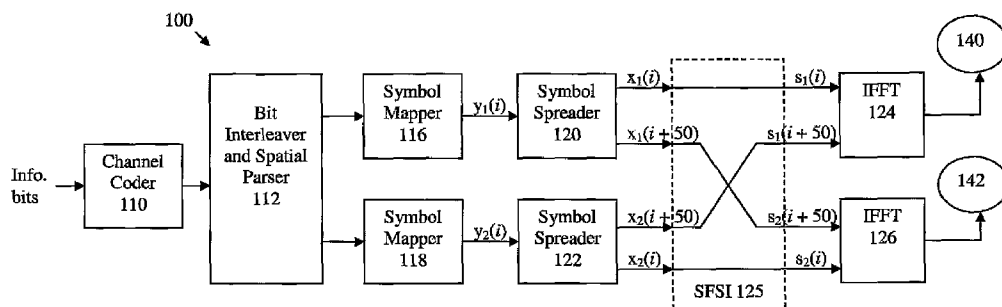 100
140
x₁(i)
s₁(i)
Symbol
Mapper
116
y₁(i)
Symbol
Spreader
120
IFFT
124
Bit
Interleaver
and Spatial
Parser
112
x₁(i + 50)
s₁(i + 50)
Info.
bits
Channel
Coder
110
142
Symbol
Mapper
118
y₂(i)
Symbol
Spreader
122
x₂(i + 50)
s₂(i + 50)
IFFT
126
x₂(i)
s₂(i)
SFSI 125